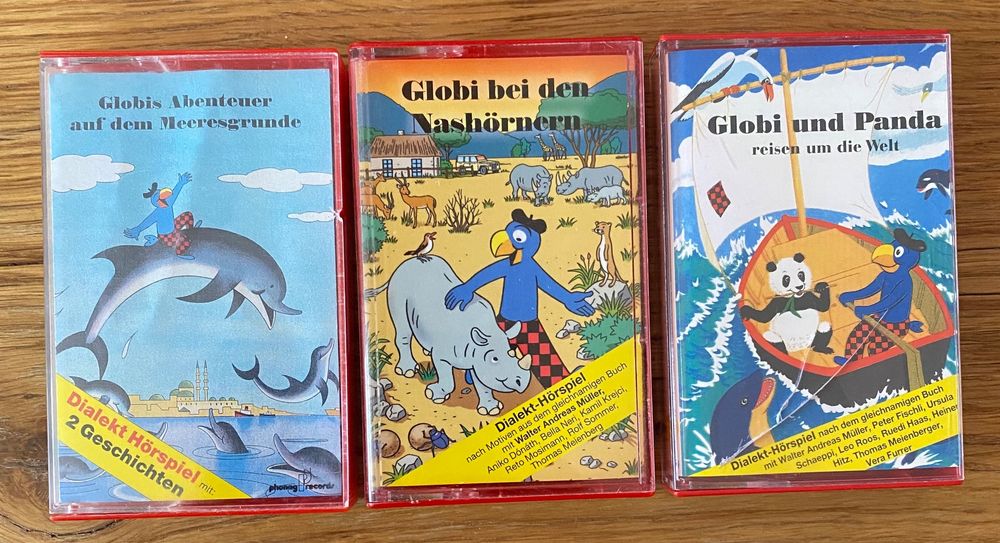 Globis Abenteuer
auf dem Meeresgrunde
Dialekt Hörspiel mit:
2 Geschichten
phonag records
Globi bei den
Nashörnern
Dialekt-Hörspiel
nach Motiven aus dem gleichnamigen Buch
mit Walter Andreas Müller,
Aniko Donáth, Bella Neri, Kamil Krejci,
Reto Mosimann, Rolf Sommer,
Thomas Meienberg
Globi und Panda
reisen um die Welt
Dialekt-Hörspiel nach dem gleichnamigen Buch
mit Walter Andreas Müller, Peter Fischli, Ursula
Schaeppi, Leo Roos, Ruedi Haas, Heiner
Hitz, Thomas Meienberger,
Vera Furrer